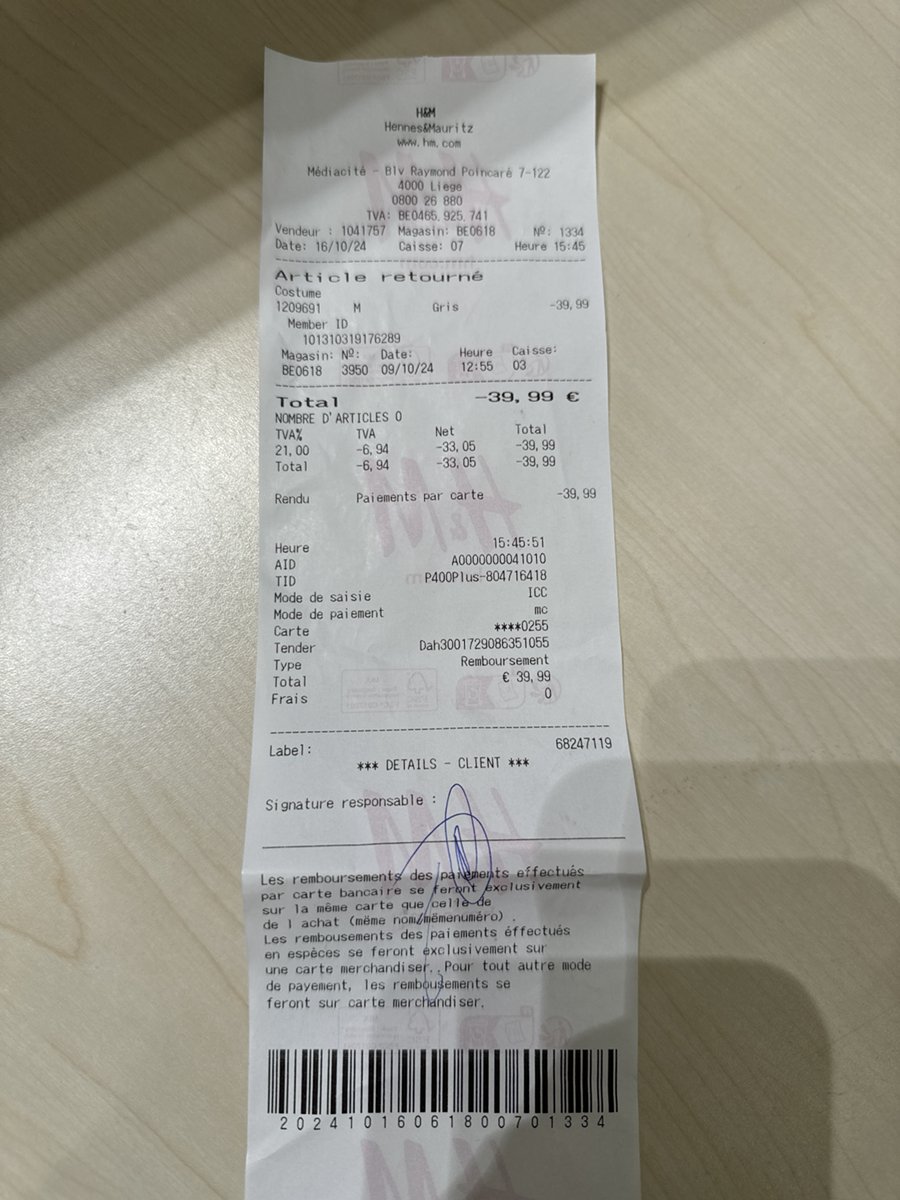 H&M
Hennes&Mauritz
www.hm.com
Médiacité - Blv Raymond Poincaré 7-122
4000 Liege
0800 26 880
TVA: BE0465.925.741
Vendeur : 1041757 Magasin: BE0618 Nº: 1334
Date: 16/10/24 Caisse: 07 Heure 15:45
Article retourné
Costume
1209691 M Gris -39,99
Member ID
101310319176289
Magasin: Nº: Date: Heure Caisse:
BE0618 3950 09/10/24 12:55 03
Total -39,99 €
NOMBRE D'ARTICLES 0
TVA% TVA Net Total
21,00 -6,94 -33,05 -39,99
Total -6,94 -33,05 -39,99
Rendu Paiements par carte -39,99
Heure 15:45:51
AID A0000000041010
TID P400Plus-804716418
Mode de saisie ICC
Mode de paiement mc
Carte ****0255
Tender Dah3001729086351055
Type Remboursement
Total € 39,99
Frais 0
Label: 68247119
*** DETAILS - CLIENT ***
Signature responsable :
Les remboursements des paiements effectués
par carte bancaire se feront exclusivement
sur la même carte que celle de
de l achat (même nom/mêmenuméro) .
Les rembousements des paiements éffectués
en espèces se feront exclusivement sur
une carte merchandiser..Pour tout autre mode
de payement, les rembousements se
feront sur carte merchandiser.
20241016061800701334